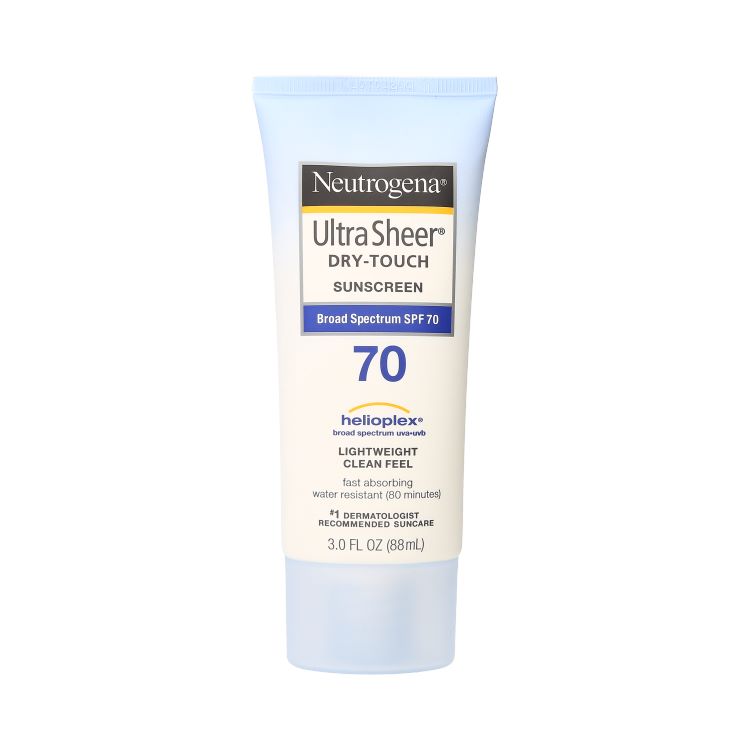 Neutrogena®
Ultra Sheer®
DRY-TOUCH
SUNSCREEN
Broad Spectrum SPF 70
70
helioplex®
broad spectrum uva•uvb
LIGHTWEIGHT
CLEAN FEEL
fast absorbing
water resistant (80 minutes)
#1 DERMATOLOGIST
RECOMMENDED SUNCARE
3.0 FL OZ (88mL)